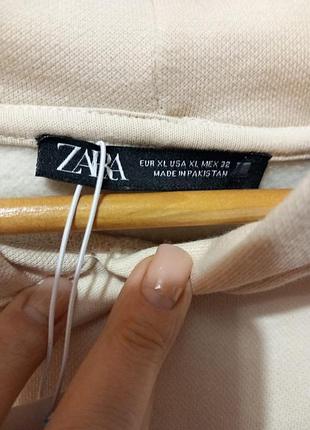 ZARA
EUR XL USA XL MEX 32
MADE IN PAKISTAN